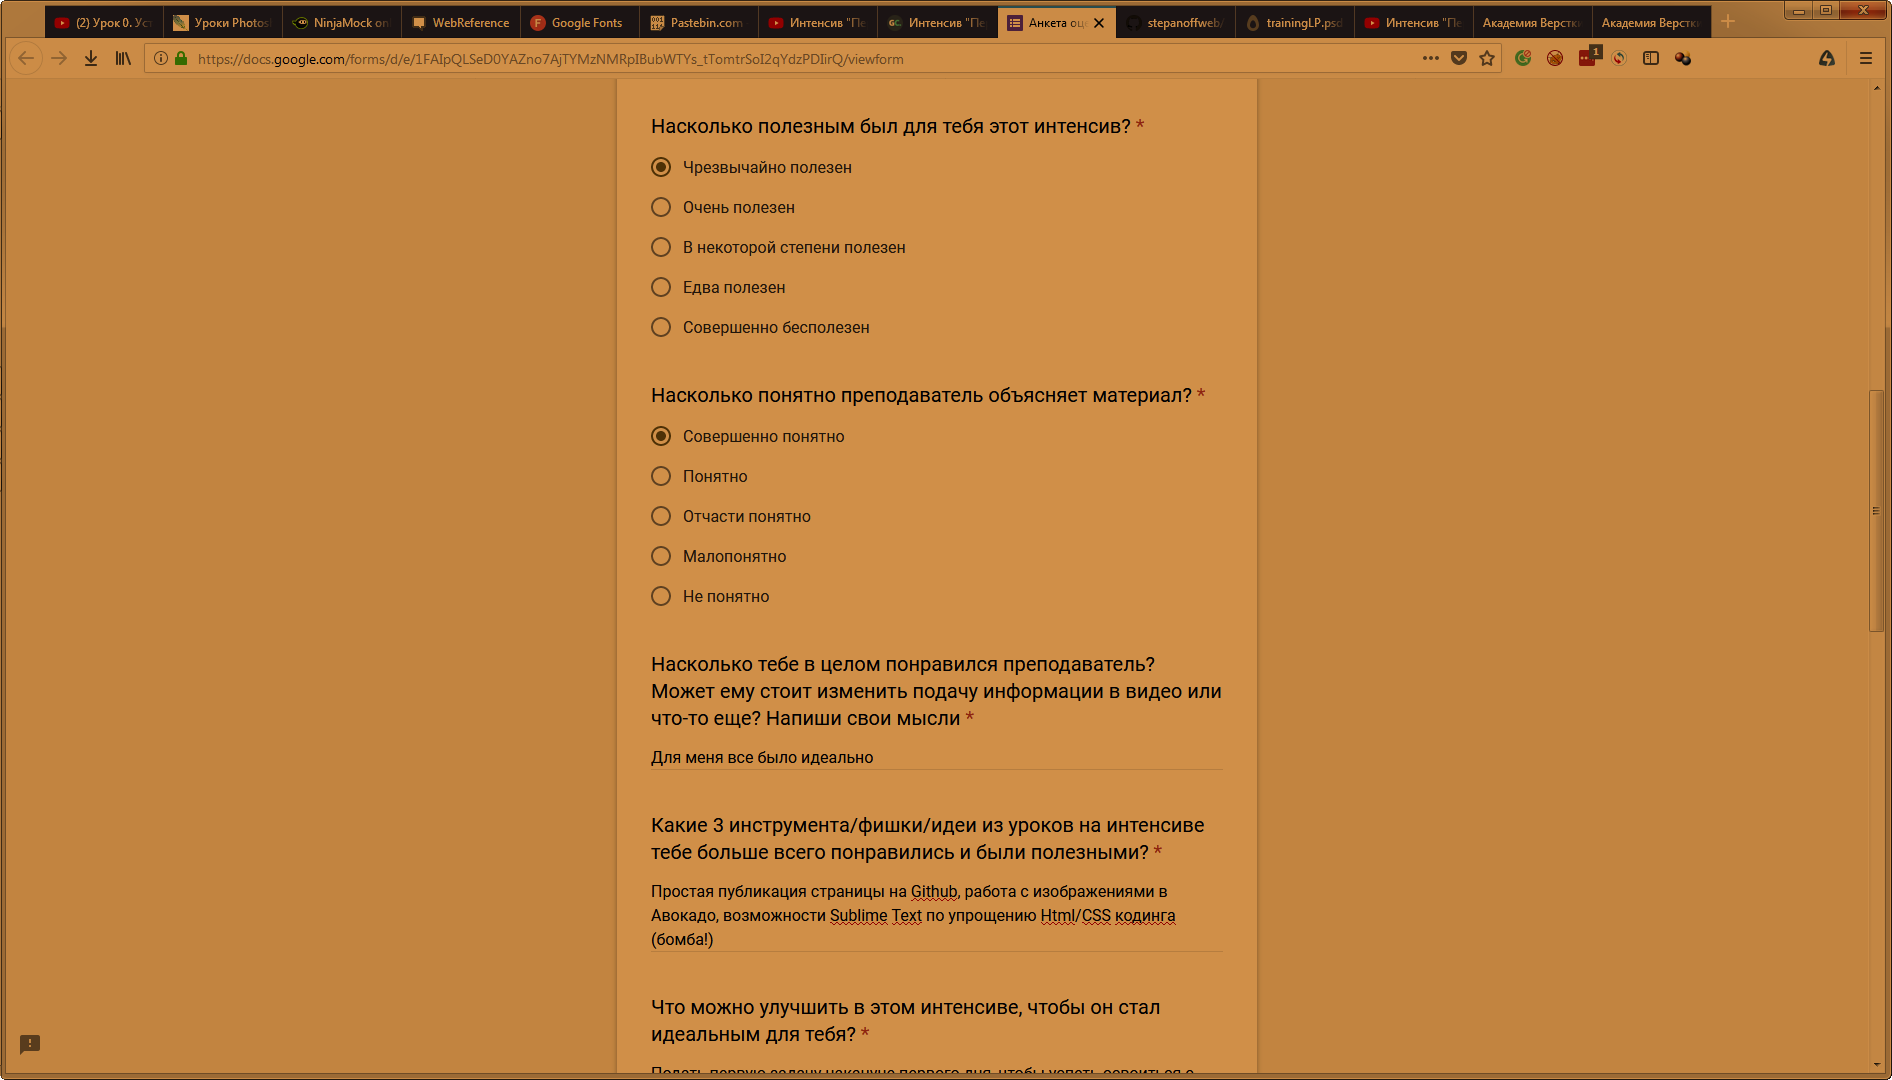 (2) Урок 0. Уст
Уроки Photosh
NinjaMock onl
WebReference
Google Fonts
Pastebin.com
Интенсив "Пе
Интенсив "Пе
Анкета оце
stepanoffweb/
trainingLP.psd
Интенсив "Пе
Академия Верстк
Академия Верстк
https://docs.google.com/forms/d/e/1FAIpQLSeD0YAZno7AjTYMzNMRpIBubWTYs_tTomtrSoI2qYdzPDIirQ/viewform
1
Насколько полезным был для тебя этот интенсив? *
Чрезвычайно полезен
Очень полезен
В некоторой степени полезен
Едва полезен
Совершенно бесполезен
Насколько понятно преподаватель объясняет материал? *
Совершенно понятно
Понятно
Отчасти понятно
Малопонятно
Не понятно
Насколько тебе в целом понравился преподаватель?
Может ему стоит изменить подачу информации в видео или
что-то еще? Напиши свои мысли *
Для меня все было идеально
Какие 3 инструмента/фишки/идеи из уроков на интенсиве
тебе больше всего понравились и были полезными? *
Простая публикация страницы на Github, работа с изображениями в
Авокадо, возможности Sublime Text по упрощению Html/CSS кодинга
(бомба!)
Что можно улучшить в этом интенсиве, чтобы он стал
идеальным для тебя? *